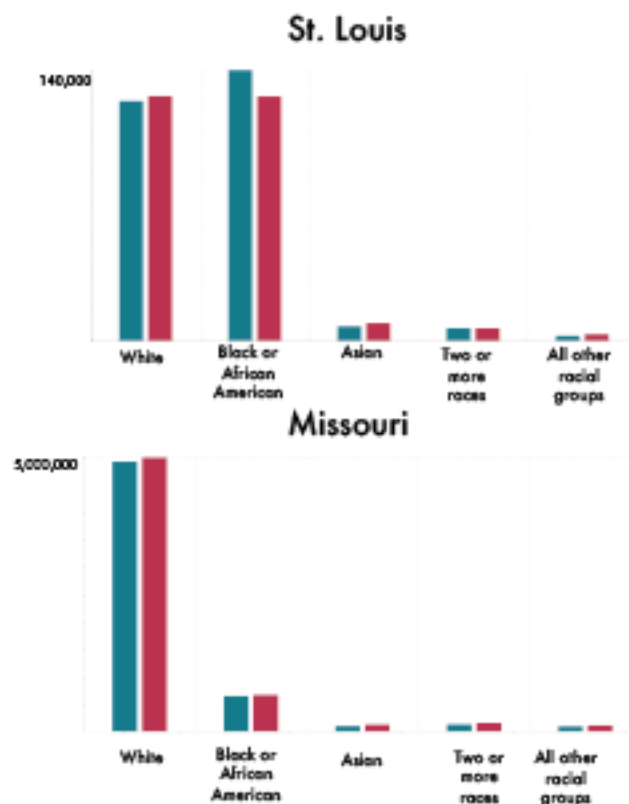 St. Louis
140,000
White
Black or
African
American
Asian
Two or
more
races
All other
racial
groups
Missouri
5,000,000
White
Black or
African
American
Asian
Two or
more
races
All other
racial
groups